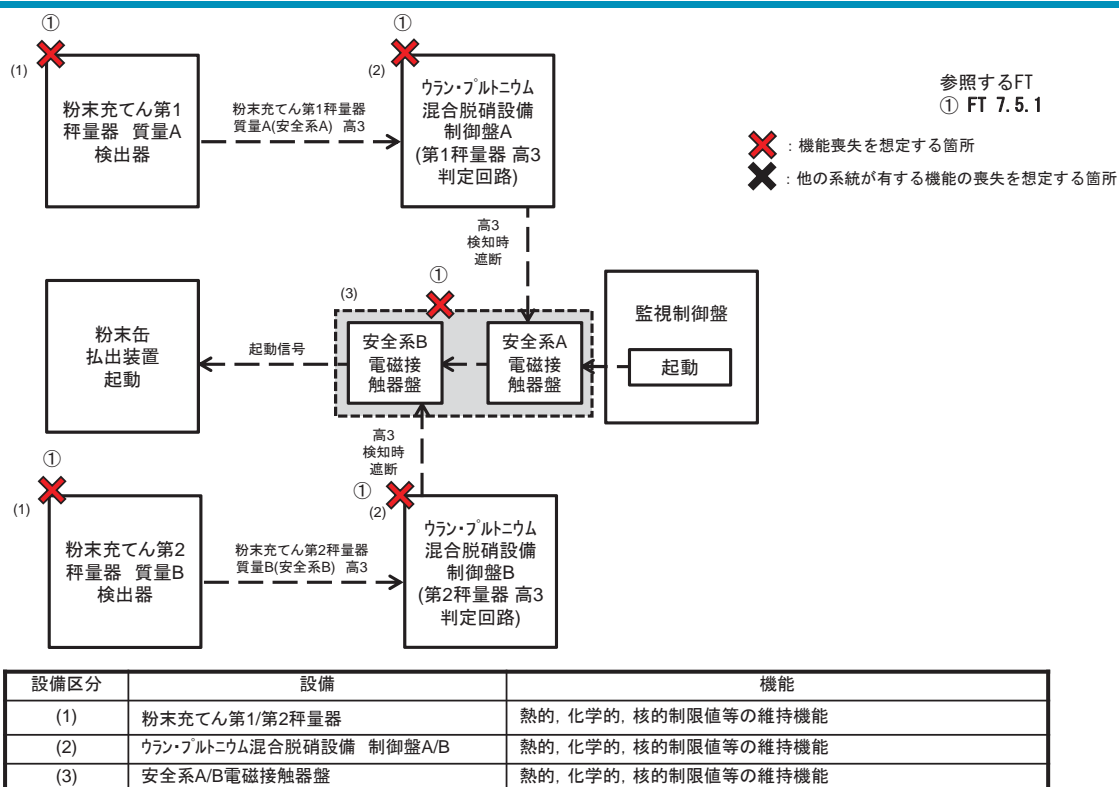 ①
①
(1)
(2)
粉末充てん第1
秤量器 質量A
検出器
粉末充てん第1秤量器
質量A(安全系A) 高3
ウラン・プルトニウム
混合脱硝設備
制御盤A
(第1秤量器 高3
判定回路)
参照するFT
① FT 7.5.1
：機能喪失を想定する箇所
：他の系統が有する機能の喪失を想定する箇所
高3
検知時
遮断
①
(3)
粉末缶
払出装置
起動
起動信号
安全系B
電磁接
触器盤
安全系A
電磁接
触器盤
監視制御盤
起動
高3
検知時
遮断
①
①
(1)
(2)
粉末充てん第2
秤量器 質量B
検出器
粉末充てん第2秤量器
質量B(安全系B) 高3
ウラン・プルトニウム
混合脱硝設備
制御盤B
(第2秤量器 高3
判定回路)
設備区分 設備 機能
(1) 粉末充てん第1/第2秤量器 熱的，化学的，核的制限値等の維持機能
(2) ウラン・プルトニウム混合脱硝設備 制御盤A/B 熱的，化学的，核的制限値等の維持機能
(3) 安全系A/B電磁接触器盤 熱的，化学的，核的制限値等の維持機能